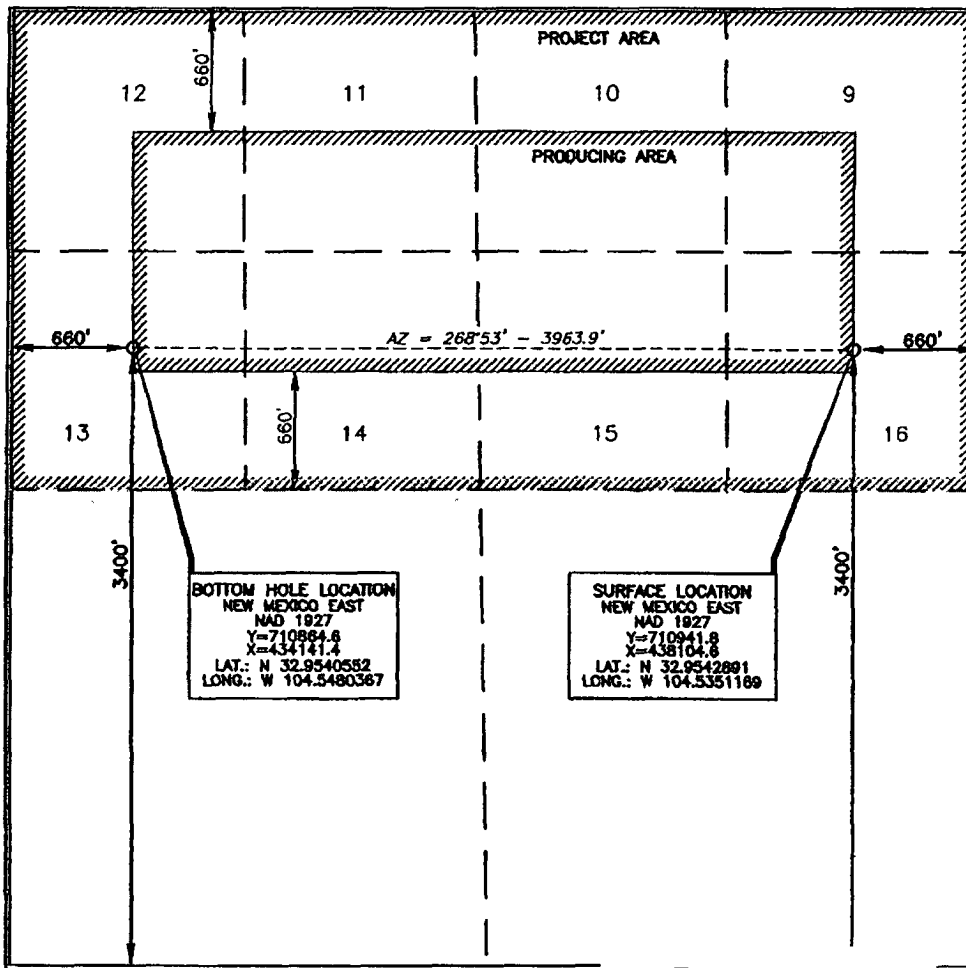 PROJECT AREA
660'
12 11 10 9
PRODUCING AREA
660' AZ = 268°53' - 3963.9' 660'
13 660' 14 15 16
3400' 3400'
BOTTOM HOLE LOCATION
NEW MEXICO EAST
NAD 1927
Y=710864.6
X=434141.4
LAT.: N 32.9540552
LONG.: W 104.5480367
SURFACE LOCATION
NEW MEXICO EAST
NAD 1927
Y=710941.8
X=438104.6
LAT.: N 32.9542891
LONG.: W 104.5351169